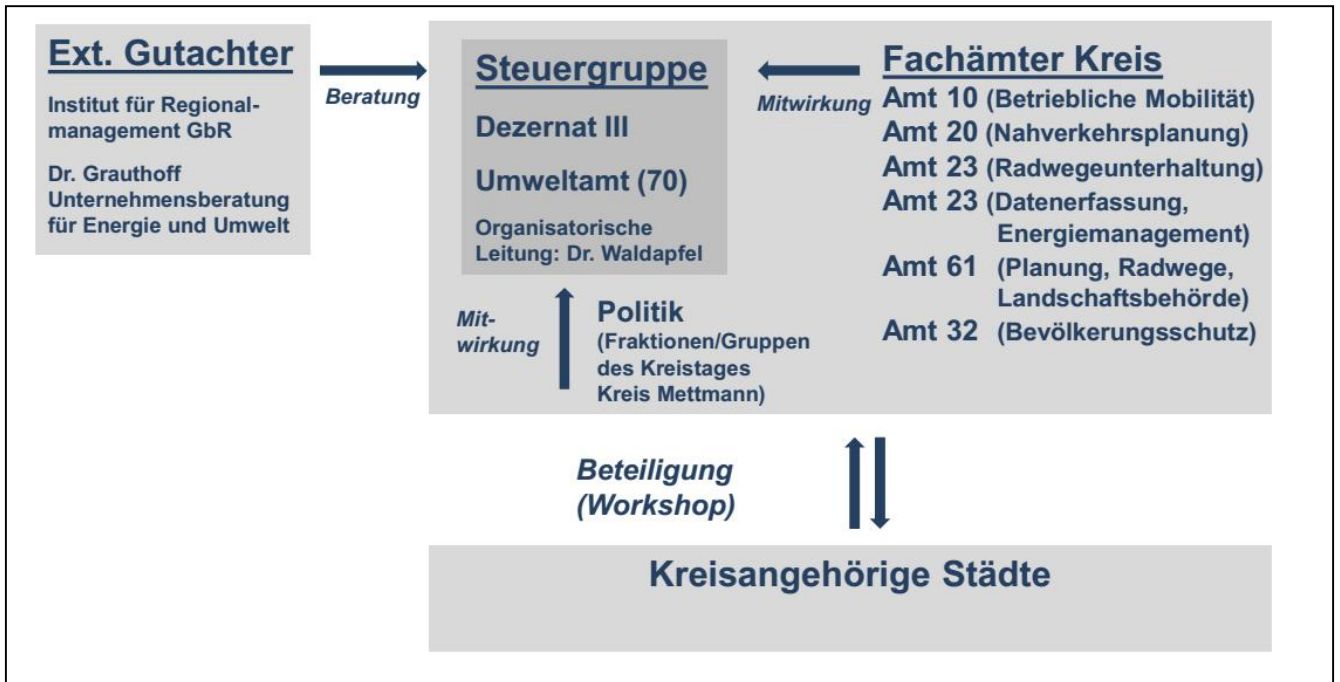 Ext. Gutachter
Institut für Regional-
management GbR
Dr. Grauthoff
Unternehmensberatung
für Energie und Umwelt
Beratung
Steuergruppe
Dezernat III
Umweltamt (70)
Organisatorische
Leitung: Dr. Waldapfel
Mitwirkung
Fachämter Kreis
Amt 10 (Betriebliche Mobilität)
Amt 20 (Nahverkehrsplanung)
Amt 23 (Radwegeunterhaltung)
Amt 23 (Datenerfassung,
Energiemanagement)
Amt 61 (Planung, Radwege,
Landschaftsbehörde)
Amt 32 (Bevölkerungsschutz)
Mit-
wirkung
Politik
(Fraktionen/Gruppen
des Kreistages
Kreis Mettmann)
Beteiligung
(Workshop)
Kreisangehörige Städte